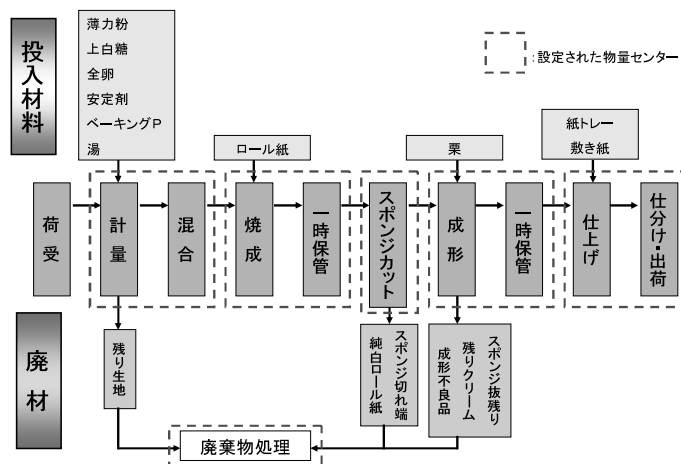 投入材料
薄力粉
上白糖
全卵
安定剤
ベーキングP
湯
ロール紙
栗
紙トレー
敷き紙
:設定された物量センター
荷受
計量
混合
焼成
一時保管
スポンジカット
成形
一時保管
仕上げ
仕分け・出荷
廃材
残り生地
スポンジ切れ端
純白ロール紙
スポンジ抜残り
残りクリーム
成形不良品
廃棄物処理